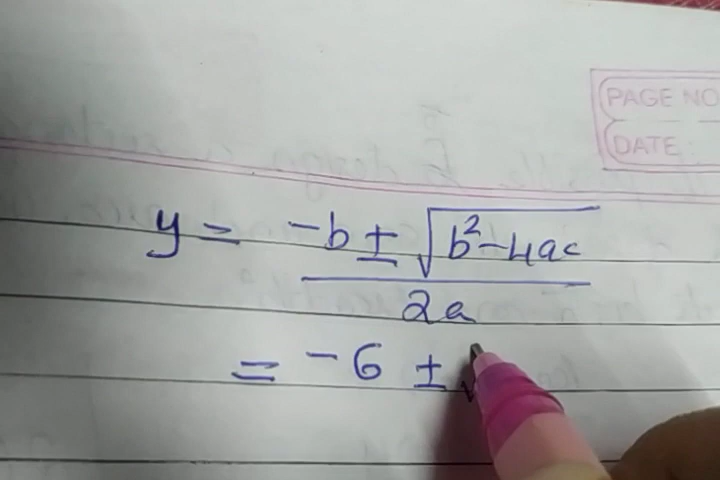 PAGE NO
DATE :
y = -b ± √b²-4ac
2a
= -6 ± √